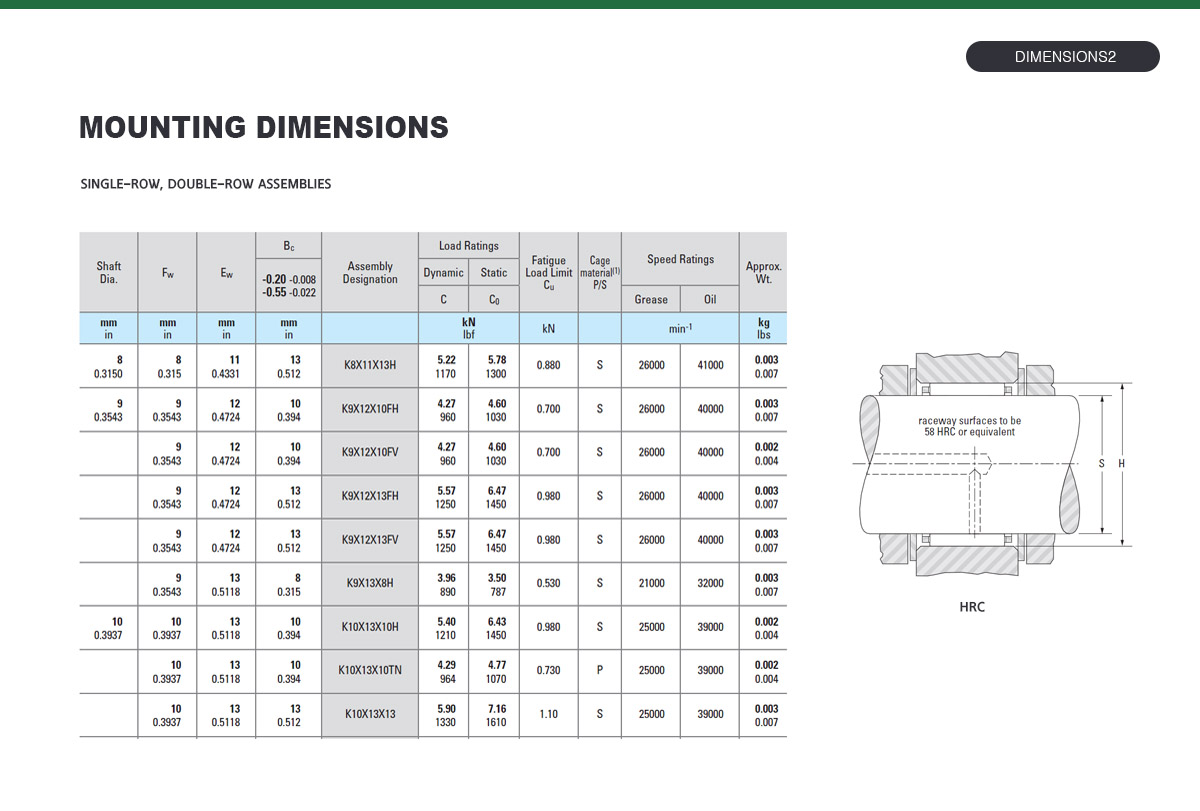 DIMENSIONS2
MOUNTING DIMENSIONS
SINGLE-ROW, DOUBLE-ROW ASSEMBLIES
Shaft Dia. Fw Ew Bc -0.20 -0.008 -0.55 -0.022 Assembly Designation Load Ratings Dynamic C Static C0 Fatigue Load Limit Cu Cage material(1) P/S Speed Ratings Grease Oil Approx. Wt.
mm mm mm mm kN kN min-1 kg
in in in in lbf lbs
8 8 11 13 K8X11X13H 5.22 5.78 0.880 S 26000 41000 0.003
0.3150 0.315 0.4331 0.512 1170 1300 0.007
9 9 12 10 K9X12X10FH 4.27 4.60 0.700 S 26000 40000 0.003
0.3543 0.3543 0.4724 0.394 960 1030 0.007
9 12 10 K9X12X10FV 4.27 4.60 0.700 S 26000 40000 0.002
0.3543 0.4724 0.394 960 1030 0.004
9 12 13 K9X12X13FH 5.57 6.47 0.980 S 26000 40000 0.003
0.3543 0.4724 0.512 1250 1450 0.007
9 12 13 K9X12X13FV 5.57 6.47 0.980 S 26000 40000 0.003
0.3543 0.4724 0.512 1250 1450 0.007
9 13 8 K9X13X8H 3.96 3.50 0.530 S 21000 32000 0.003
0.3543 0.5118 0.315 890 787 0.007
10 10 13 10 K10X13X10H 5.40 6.43 0.980 S 25000 39000 0.002
0.3937 0.3937 0.5118 0.394 1210 1450 0.004
10 13 10 K10X13X10TN 4.29 4.77 0.730 P 25000 39000 0.002
0.3937 0.5118 0.394 964 1070 0.004
10 13 13 K10X13X13 5.90 7.16 1.10 S 25000 39000 0.003
0.3937 0.5118 0.512 1330 1610 0.007
raceway surfaces to be
58 HRC or equivalent
S H
HRC